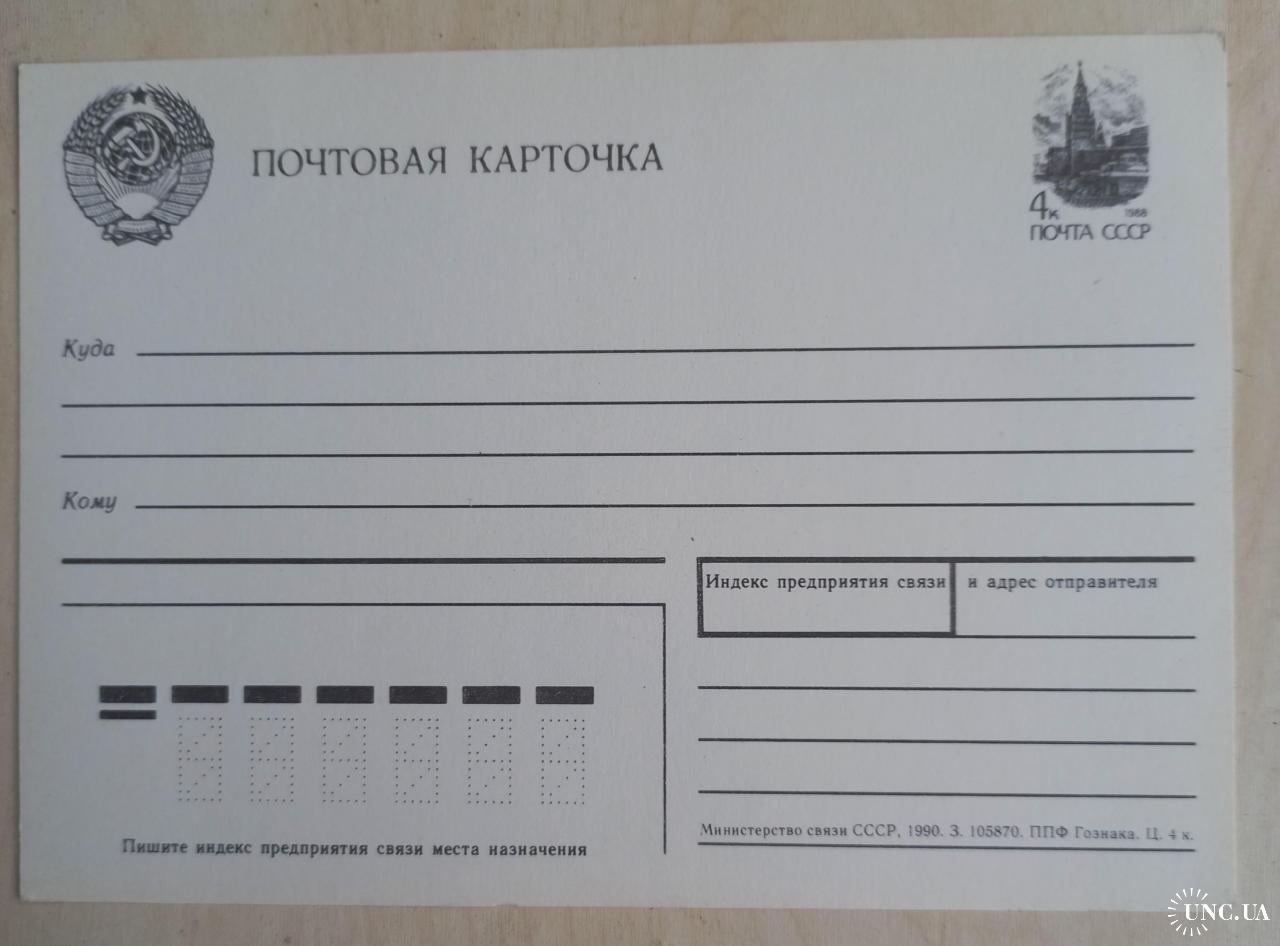 ПОЧТОВАЯ КАРТОЧКА
4к 1988
ПОЧТА СССР
Куда
Кому
Индекс предприятия связи и адрес отправителя
Пишите индекс предприятия связи места назначения
Министерство связи СССР, 1990. З. 105870. ППФ Гознака. Ц. 4 к.
UNC.UA